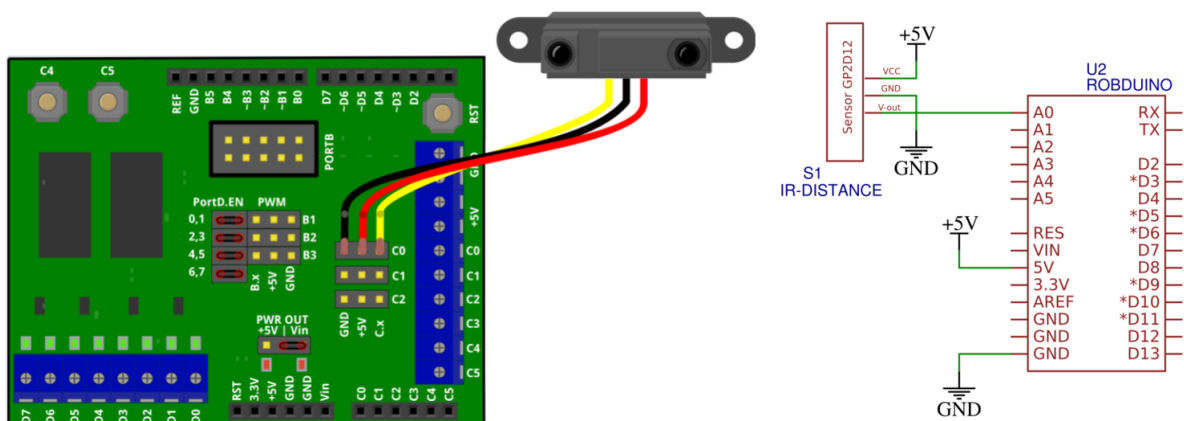 C4
C5
REF
GND
B5
B4
~B3
~B2
~B1
B0
D7
~D6
~D5
D4
~D3
D2
RST
PORTB
+5V
PortD.EN PWM
0,1
B1
2,3
B2
4,5
B3
6,7
B.x
+5V
GND
C0
C1
C2
GND
+5V
C.x
C0
C1
C2
C3
C4
C5
PWR OUT
+5V | Vin
RST
3.3V
+5V
GND
GND
Vin
C0
C1
C2
C3
C4
C5
D7
D6
D5
D4
D3
D2
D1
D0
Sensor GP2D12
VCC
GND
V-out
+5V
GND
S1
IR-DISTANCE
U2
ROBDUINO
A0 RX
A1 TX
A2
A3 D2
A4 *D3
A5 D4
*D5
RES *D6
VIN D7
5V D8
3.3V *D9
AREF *D10
GND *D11
GND D12
GND D13
+5V
GND